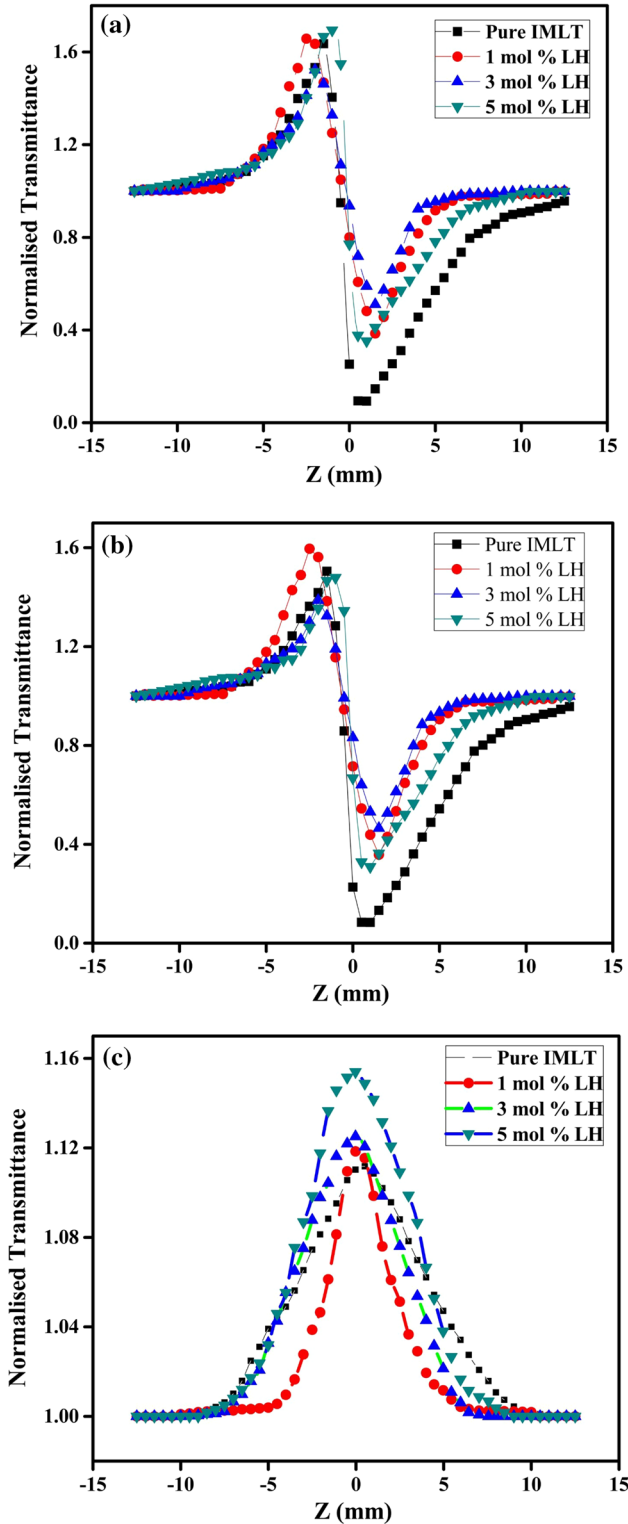 (a)
Pure IMLT
1 mol % LH
3 mol % LH
5 mol % LH
1.6
1.2
0.8
0.4
0.0
Normalised Transmittance
-15 -10 -5 0 5 10 15
Z (mm)
(b)
Pure IMLT
1 mol % LH
3 mol % LH
5 mol % LH
1.6
1.2
0.8
0.4
0.0
Normalised Transmittance
-15 -10 -5 0 5 10 15
Z (mm)
(c)
Pure IMLT
1 mol % LH
3 mol % LH
5 mol % LH
1.16
1.12
1.08
1.04
1.00
Normalised Transmittance
-15 -10 -5 0 5 10 15
Z (mm)